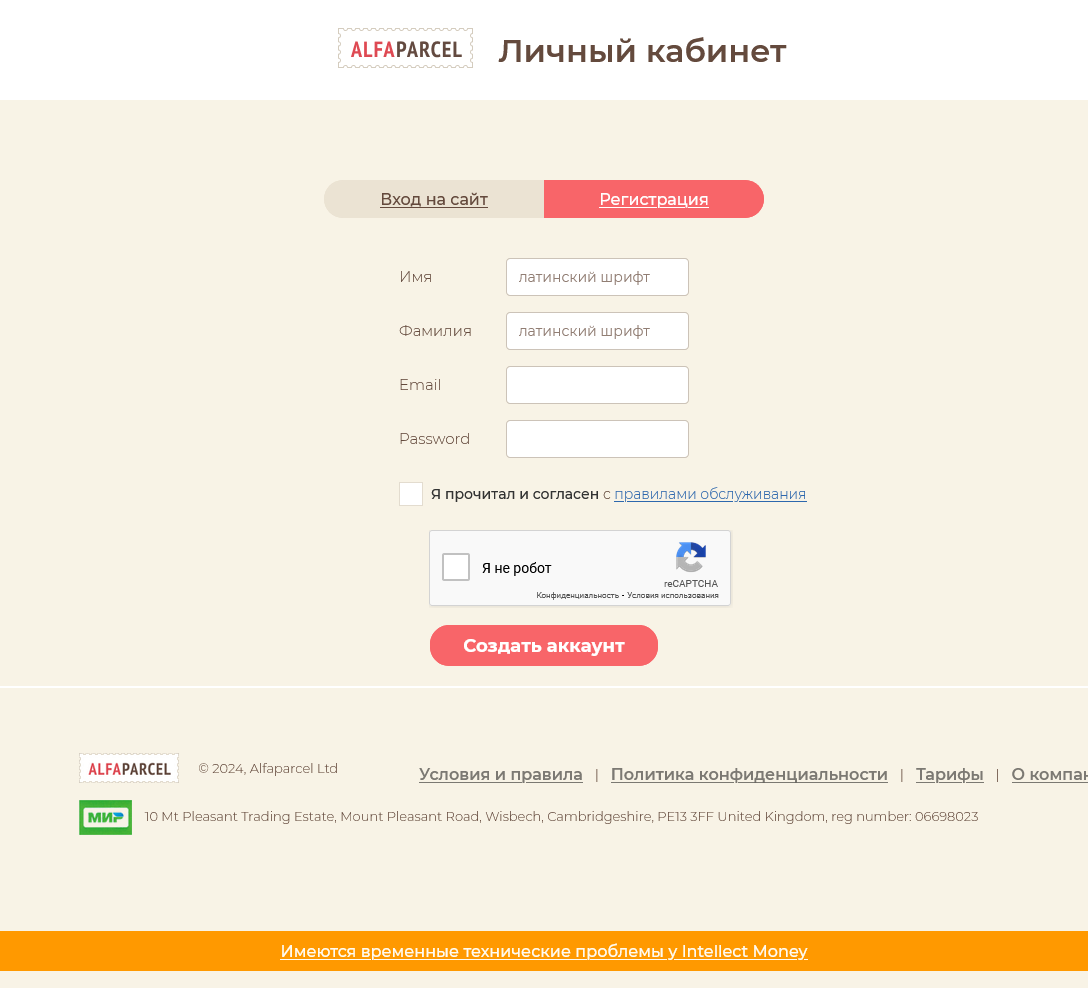 ALFAPARCEL Личный кабинет
Вход на сайт Регистрация
Имя латинский шрифт
Фамилия латинский шрифт
Email
Password
Я прочитал и согласен с правилами обслуживания
Я не робот
reCAPTCHA
Конфиденциальность - Условия использования
Создать аккаунт
ALFAPARCEL © 2024, Alfaparcel Ltd
Условия и правила | Политика конфиденциальности | Тарифы | О компан
МИР 10 Mt Pleasant Trading Estate, Mount Pleasant Road, Wisbech, Cambridgeshire, PE13 3FF United Kingdom, reg number: 06698023
Имеются временные технические проблемы у Intellect Money